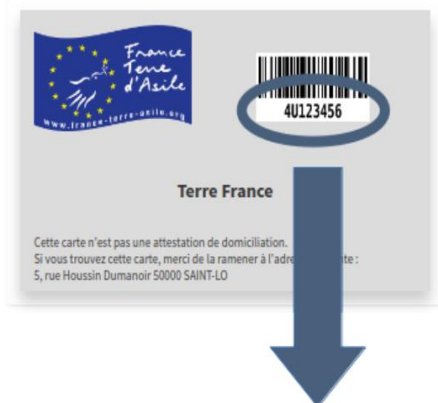 France
Terre
d'Asile
www.france-terre-asile.org
4U123456
Terre France
Cette carte n'est pas une attestation de domiciliation.
Si vous trouvez cette carte, merci de la ramener à l'adre te :
5, rue Houssin Dumanoir 50000 SAINT-LO